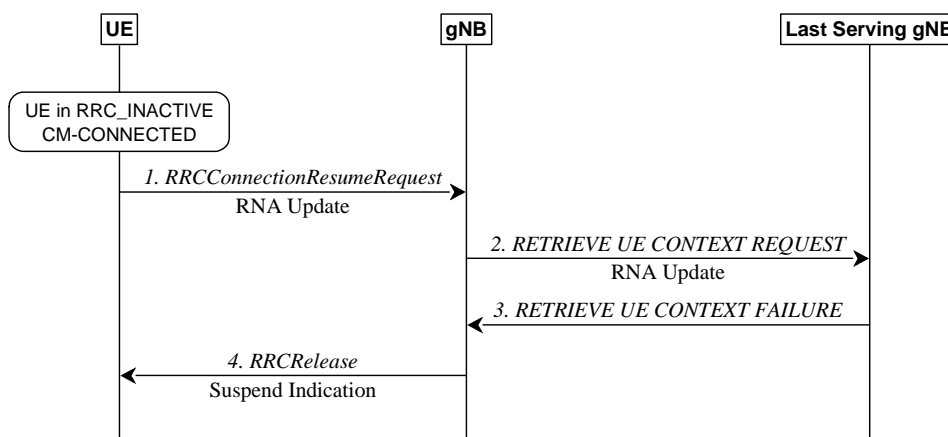 UE
gNB
Last Serving gNB
UE in RRC_INACTIVE
CM-CONNECTED
1. RRCConnectionResumeRequest
RNA Update
2. RETRIEVE UE CONTEXT REQUEST
RNA Update
3. RETRIEVE UE CONTEXT FAILURE
4. RRCRelease
Suspend Indication